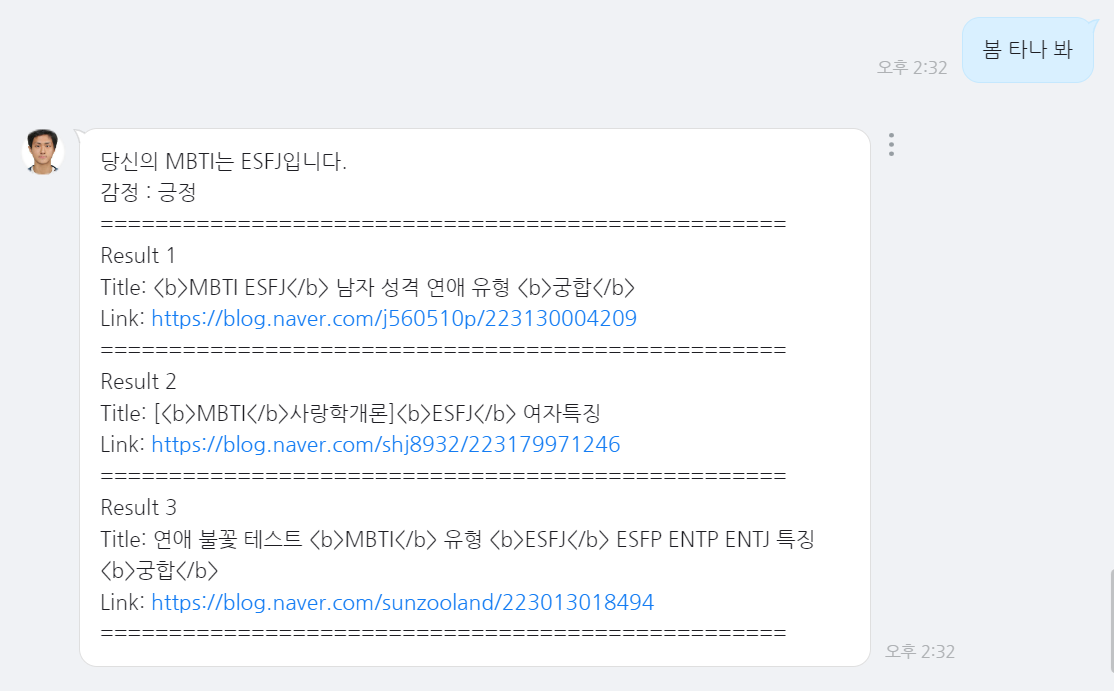 봄 타나 봐
오후 2:32
당신의 MBTI는 ESFJ입니다.
감정 : 긍정
==================================================
Result 1
Title: <b>MBTI ESFJ</b> 남자 성격 연애 유형 <b>궁합</b>
Link: https://blog.naver.com/j560510p/223130004209
==================================================
Result 2
Title: [<b>MBTI</b>사랑학개론]<b>ESFJ</b> 여자특징
Link: https://blog.naver.com/shj8932/223179971246
==================================================
Result 3
Title: 연애 불꽃 테스트 <b>MBTI</b> 유형 <b>ESFJ</b> ESFP ENTP ENTJ 특징
<b>궁합</b>
Link: https://blog.naver.com/sunzooland/223013018494
==================================================
오후 2:32